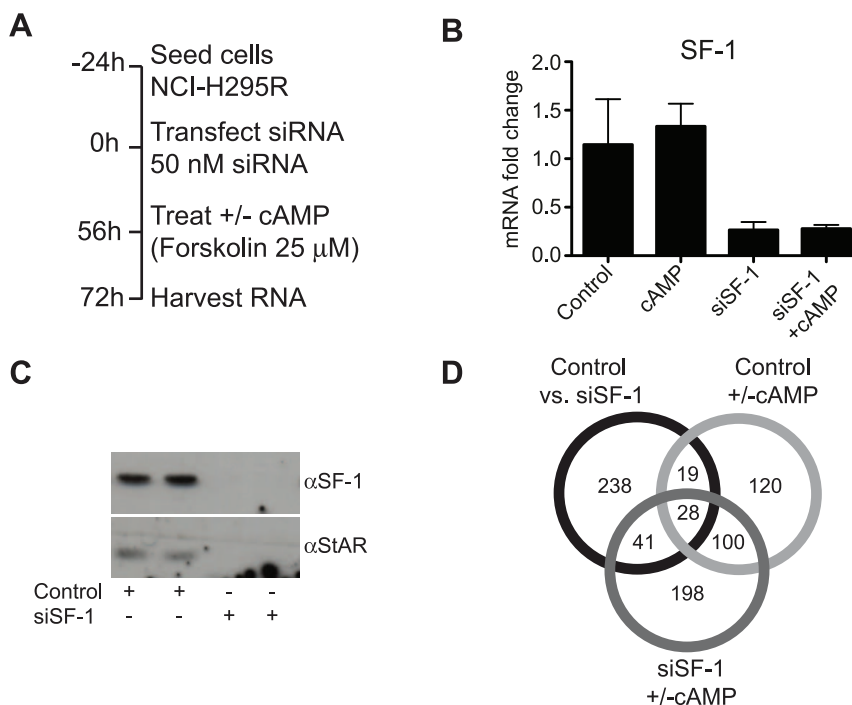 A
-24h
Seed cells
NCI-H295R
0h
Transfect siRNA
50 nM siRNA
56h
Treat +/- cAMP
(Forskolin 25 μM)
72h
Harvest RNA
B
SF-1
mRNA fold change
2.0
1.5
1.0
0.5
0.0
Control
cAMP
siSF-1
siSF-1
+cAMP
C
αSF-1
αStAR
Control + + - -
siSF-1 - - + +
D
Control
vs. siSF-1
Control
+/-cAMP
238
19
120
28
41
100
198
siSF-1
+/-cAMP